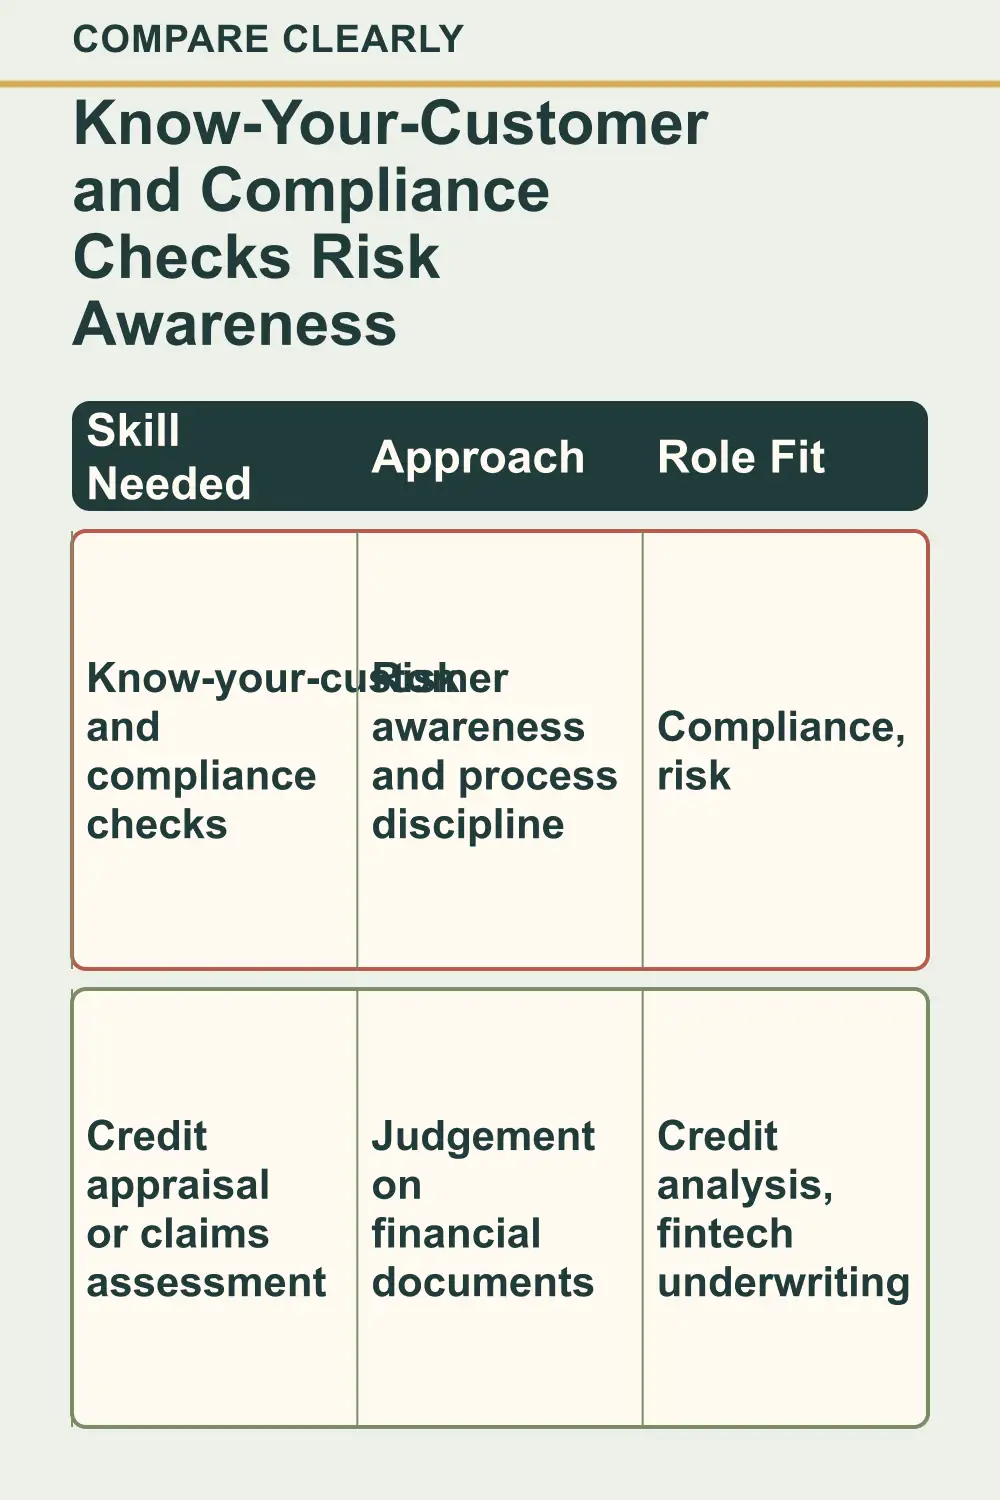 COMPARE CLEARLY
Know-Your-Customer
and Compliance
Checks Risk
Awareness
Skill
Needed
Approach
Role Fit
Know-your-customer
and
compliance
checks
Risk
awareness
and process
discipline
Compliance,
risk
Credit
appraisal
or claims
assessment
Judgement
on
financial
documents
Credit
analysis,
fintech
underwriting